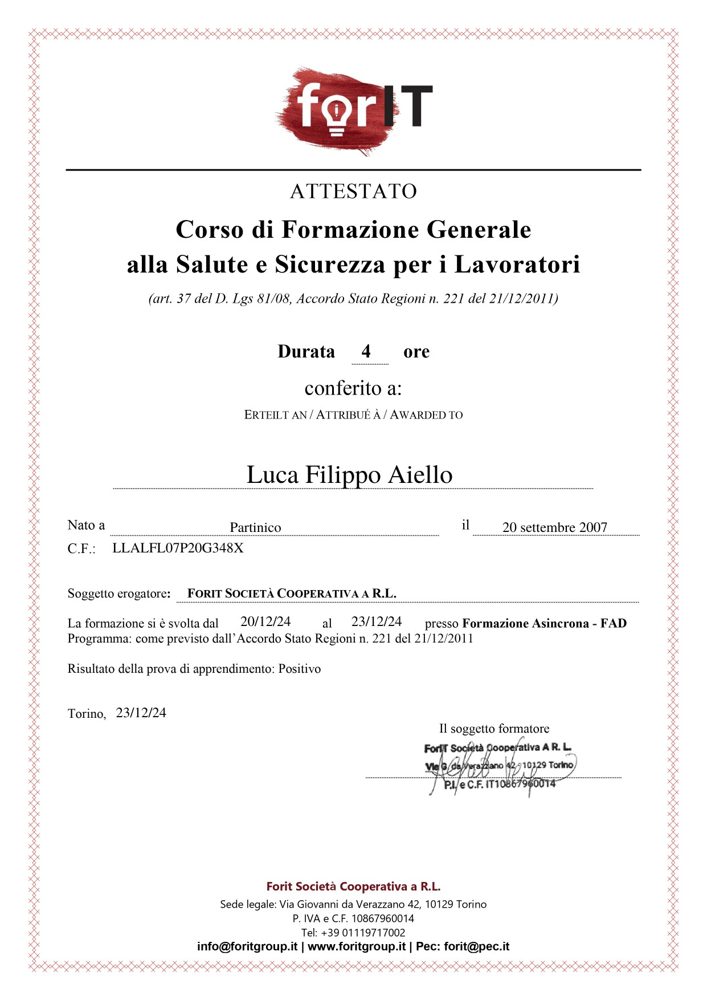 forIT
ATTESTATO
Corso di Formazione Generale
alla Salute e Sicurezza per i Lavoratori
(art. 37 del D. Lgs 81/08, Accordo Stato Regioni n. 221 del 21/12/2011)
Durata 4 ore
conferito a:
ERTEILT AN / ATTRIBUÉ À / AWARDED TO
Luca Filippo Aiello
Nato a Partinico il 20 settembre 2007
C.F.: LLALFL07P20G348X
Soggetto erogatore: FORIT SOCIETÀ COOPERATIVA A R.L.
La formazione si è svolta dal 20/12/24 al 23/12/24 presso Formazione Asincrona - FAD
Programma: come previsto dall'Accordo Stato Regioni n. 221 del 21/12/2011
Risultato della prova di apprendimento: Positivo
Torino, 23/12/24
Il soggetto formatore
ForIT Società Cooperativa A R. L.
Via G. da Verazzano 42 - 10129 Torino
P.I. e C.F. IT10867960014
Forit Società Cooperativa a R.L.
Sede legale: Via Giovanni da Verazzano 42, 10129 Torino
P. IVA e C.F. 10867960014
Tel: +39 01119717002
info@foritgroup.it | www.foritgroup.it | Pec: forit@pec.it